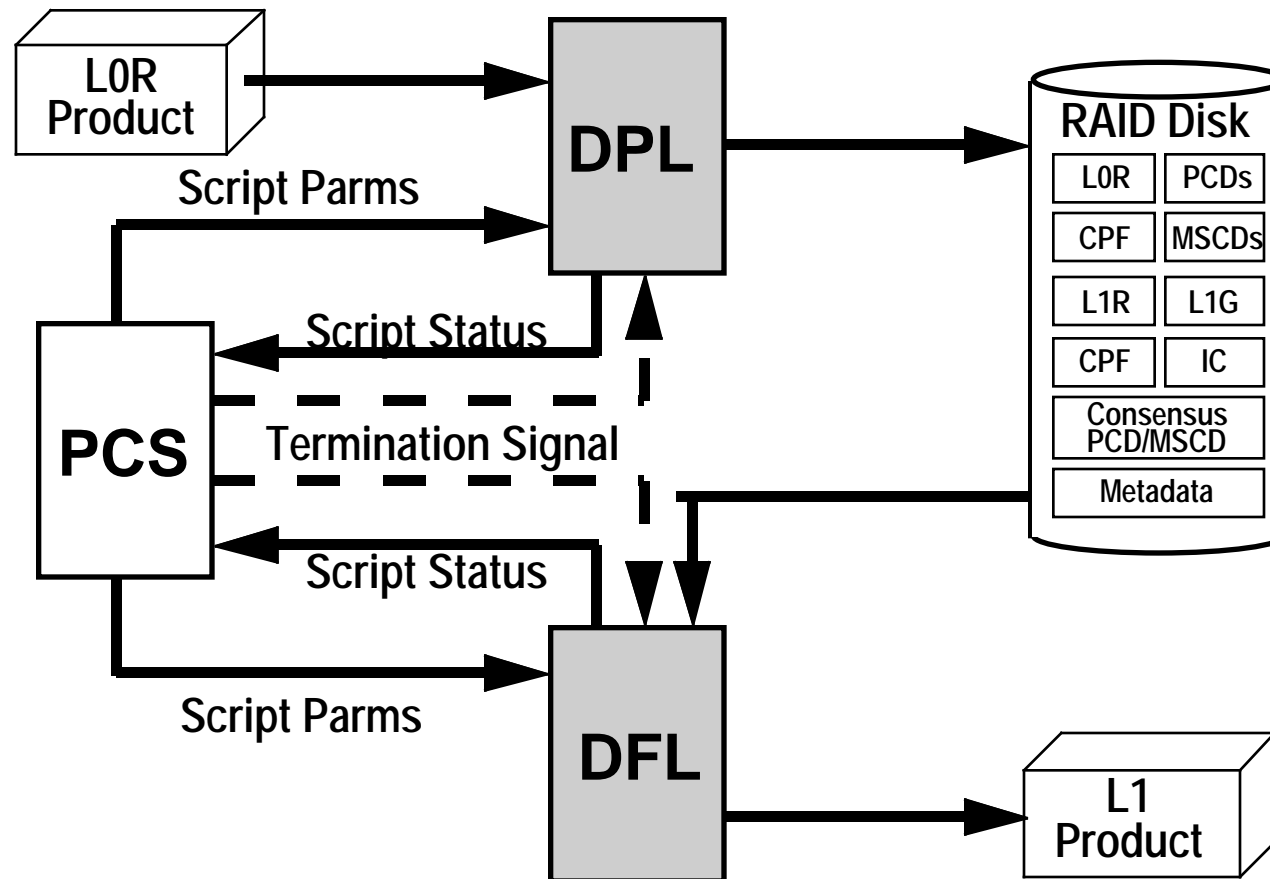 L0R
Product
DPL
RAID Disk
L0R
PCDs
CPF
MSCDs
L1R
L1G
CPF
IC
Consensus
PCD/MSCD
Metadata
Script Parms
Script Status
PCS
Termination Signal
Script Status
Script Parms
DFL
L1
Product